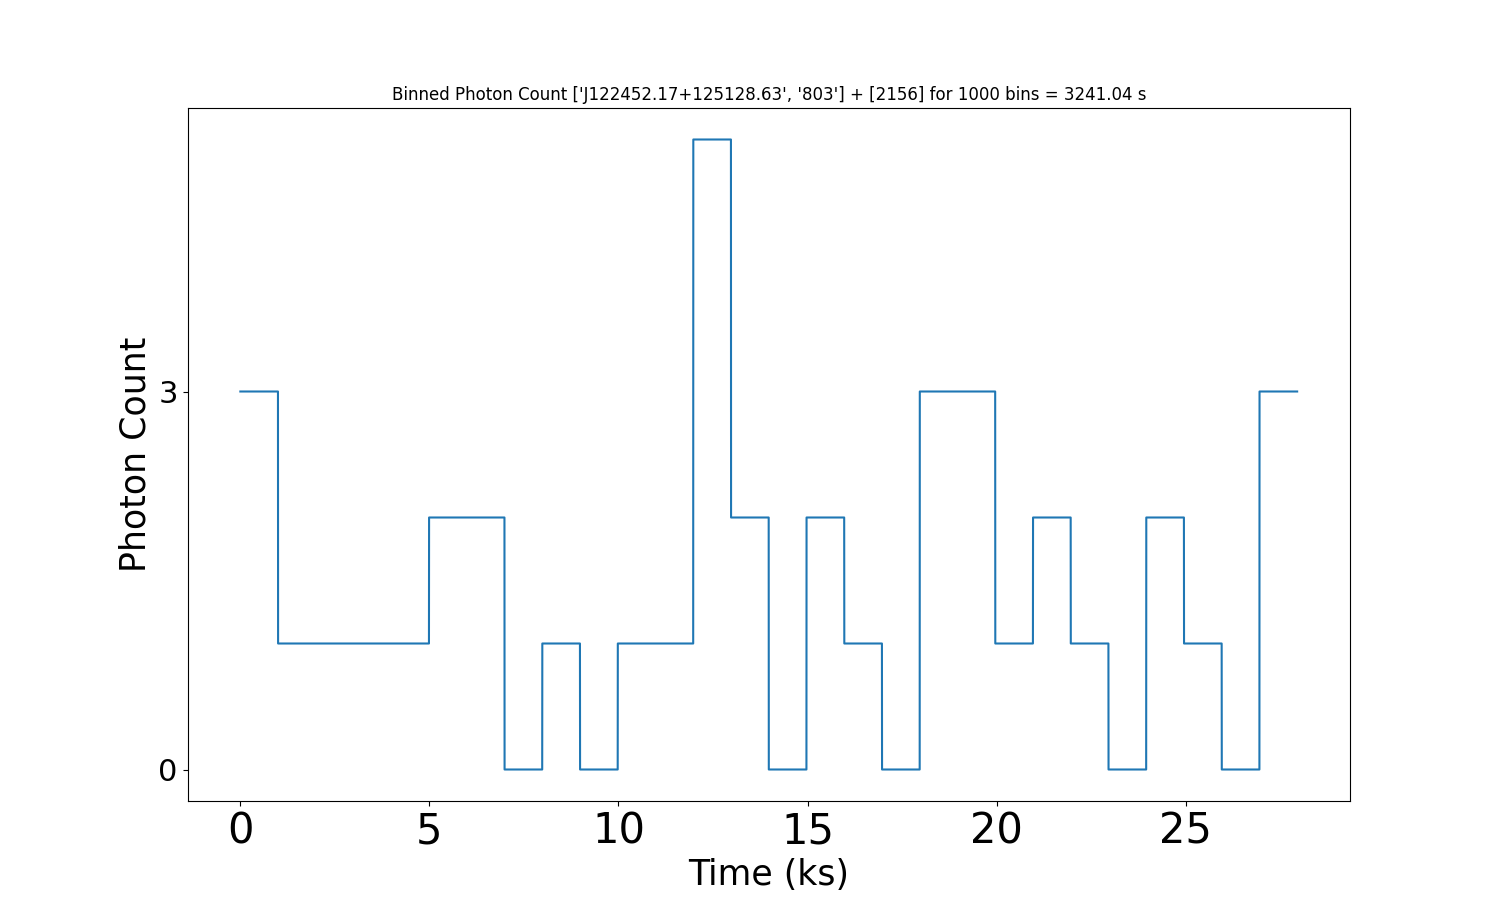 Binned Photon Count ['J122452.17+125128.63', '803'] + [2156] for 1000 bins = 3241.04 s
Photon Count
3
0
0 5 10 15 20 25
Time (ks)